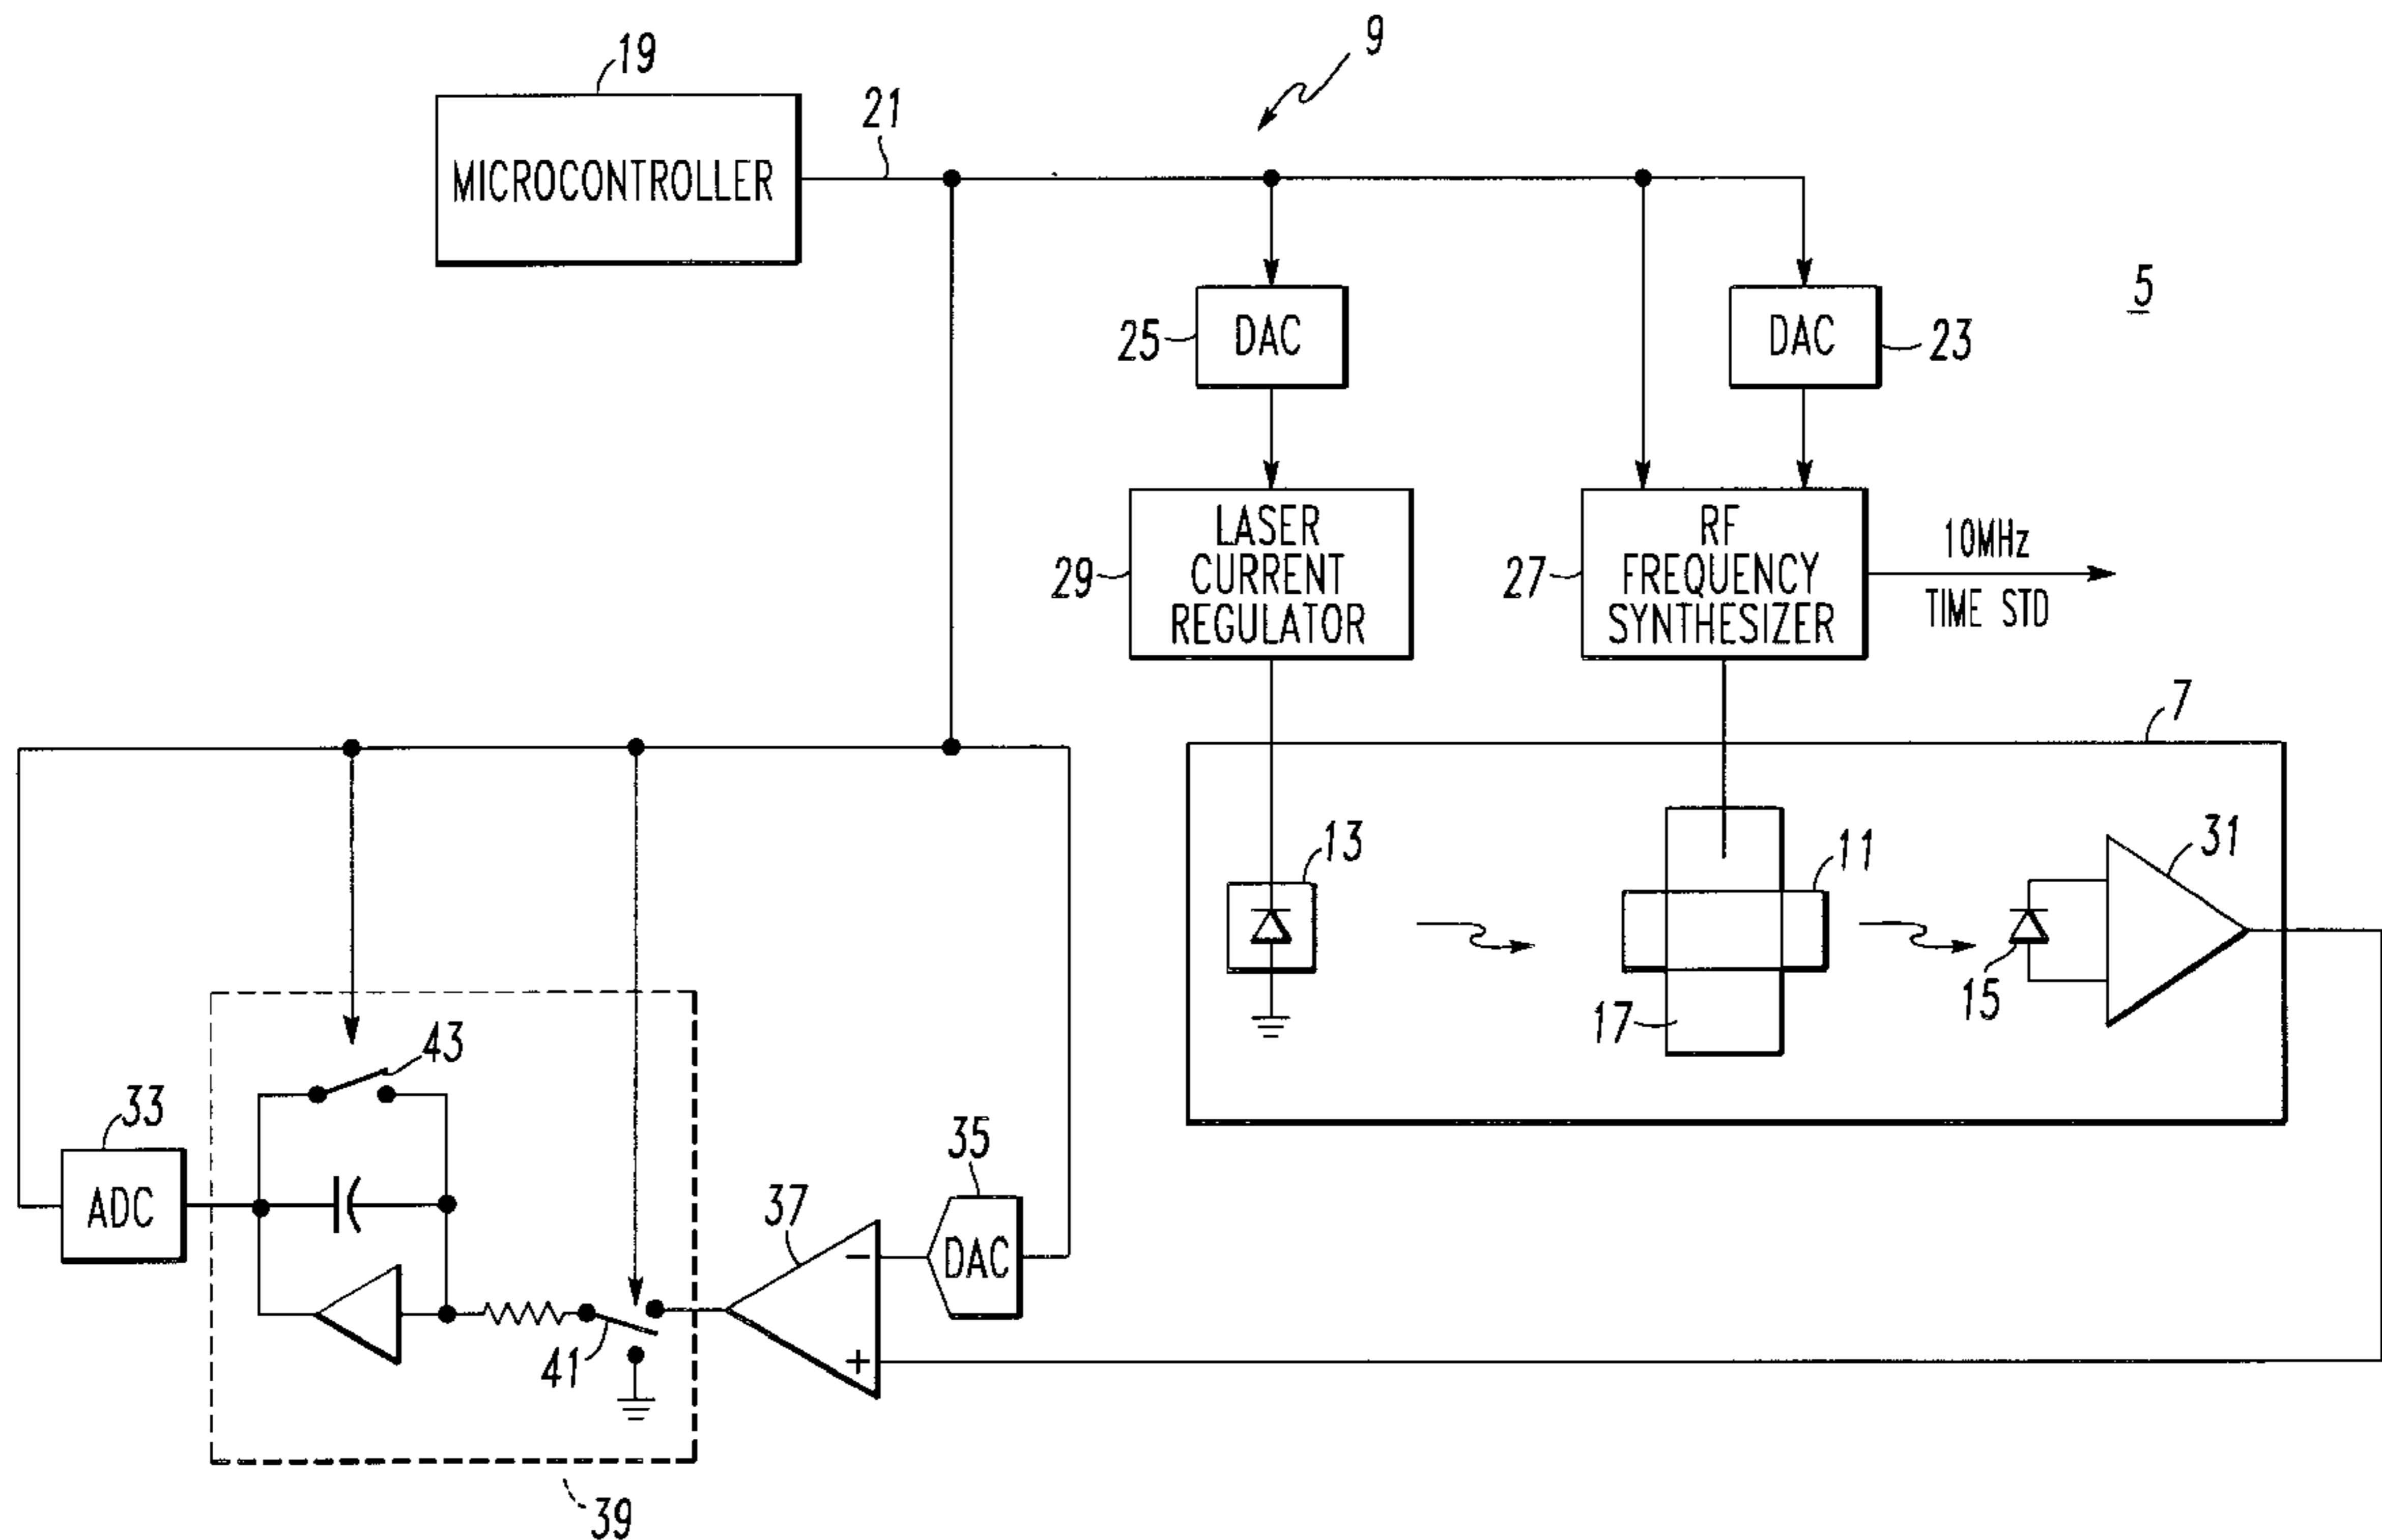 9
19
21
MICROCONTROLLER
5
25
DAC
DAC
23
29
LASER
CURRENT
REGULATOR
27
RF
FREQUENCY
SYNTHESIZER
10MHz
TIME STD
7
13
11
31
15
17
43
33
ADC
35
DAC
37
−
+
41
39